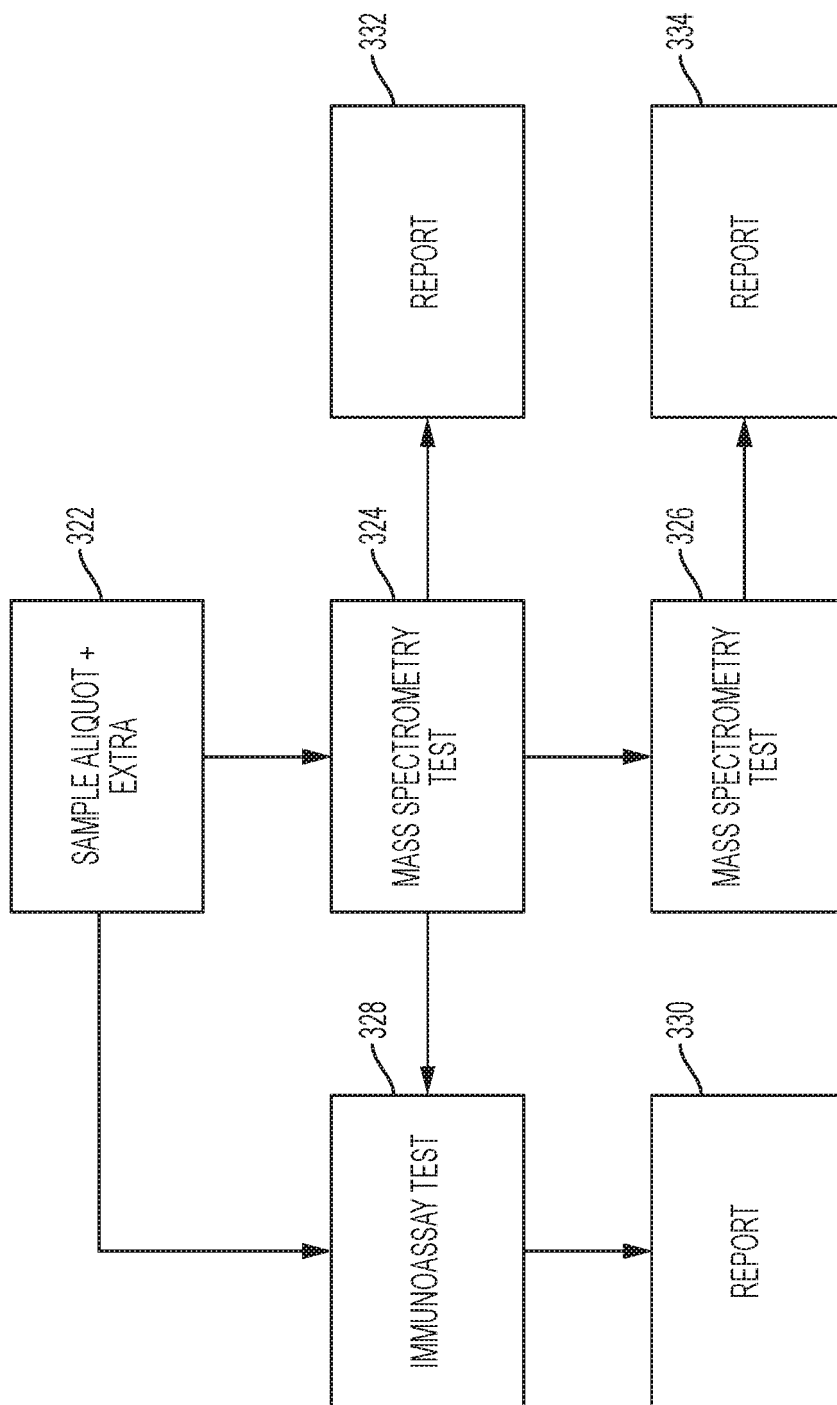 322
SAMPLE ALIQUOT +
EXTRA
328
IMMUNOASSAY TEST
324
MASS SPECTROMETRY
TEST
332
REPORT
330
REPORT
326
MASS SPECTROMETRY
TEST
334
REPORT